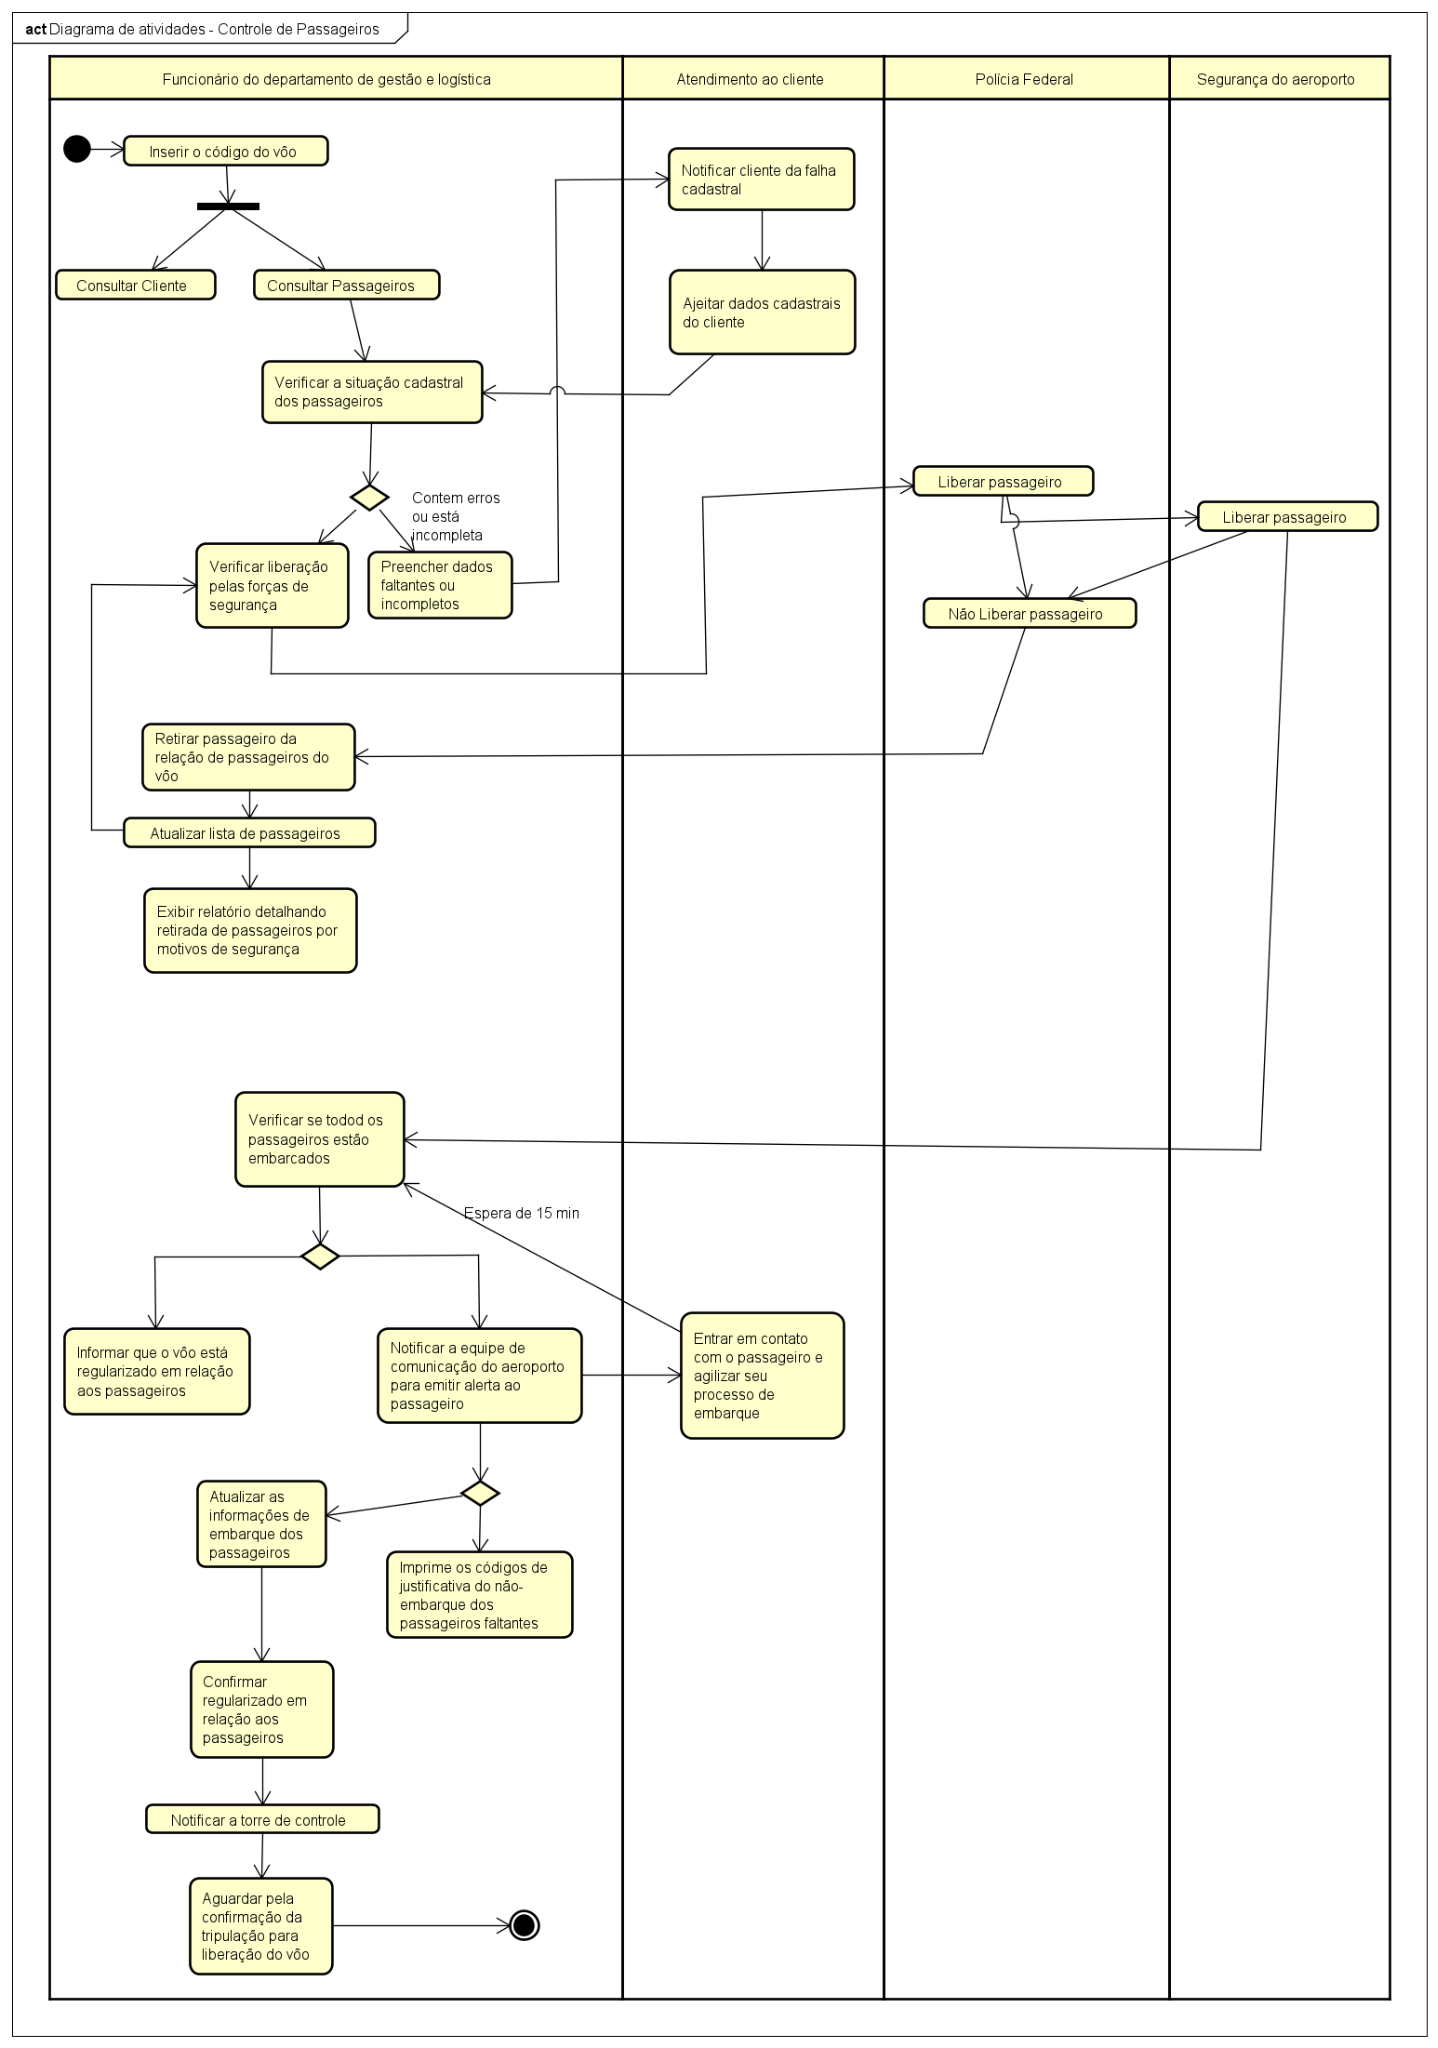 act Diagrama de atividades - Controle de Passageiros
Funcionário do departamento de gestão e logística
Atendimento ao cliente
Polícia Federal
Segurança do aeroporto
Inserir o código do vôo
Notificar cliente da falha
cadastral
Consultar Cliente
Consultar Passageiros
Ajeitar dados cadastrais
do cliente
Verificar a situação cadastral
dos passageiros
Contem erros
ou está
incompleta
Liberar passageiro
Liberar passageiro
Verificar liberação
pelas forças de
segurança
Preencher dados
faltantes ou
incompletos
Não Liberar passageiro
Retirar passageiro da
relação de passageiros do
vôo
Atualizar lista de passageiros
Exibir relatório detalhando
retirada de passageiros por
motivos de segurança
Verificar se todod os
passageiros estão
embarcados
Espera de 15 min
Informar que o vôo está
regularizado em relação
aos passageiros
Notificar a equipe de
comunicação do aeroporto
para emitir alerta ao
passageiro
Entrar em contato
com o passageiro e
agilizar seu
processo de
embarque
Atualizar as
informações de
embarque dos
passageiros
Imprime os códigos de
justificativa do não-
embarque dos
passageiros faltantes
Confirmar
regularizado em
relação aos
passageiros
Notificar a torre de controle
Aguardar pela
confirmação da
tripulação para
liberação do vôo